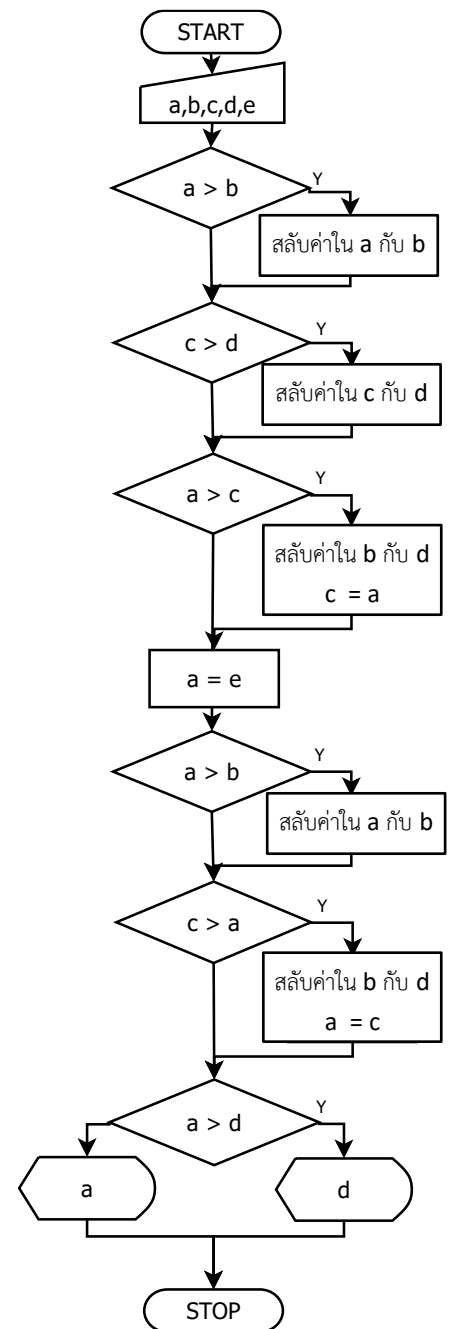 START
a,b,c,d,e
a > b
Y
สลับค่าใน a กับ b
c > d
Y
สลับค่าใน c กับ d
a > c
Y
สลับค่าใน b กับ d
c = a
a = e
a > b
Y
สลับค่าใน a กับ b
c > a
Y
สลับค่าใน b กับ d
a = c
a > d
Y
a
d
STOP